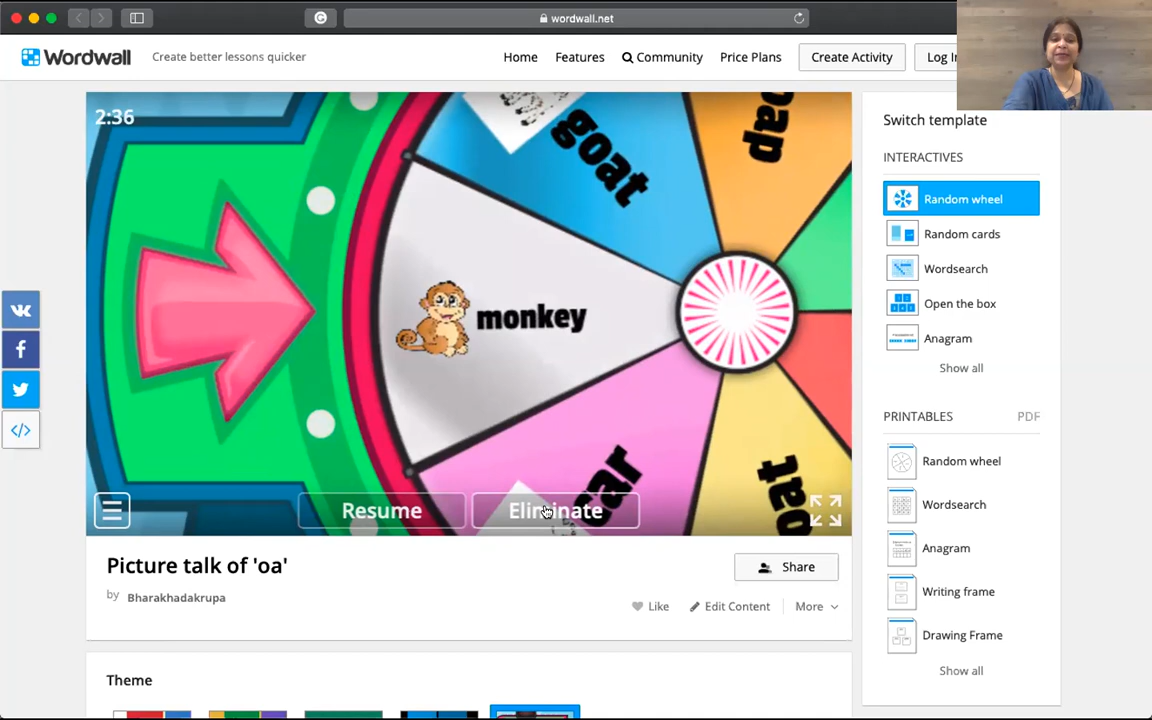 wordwall.net
Wordwall
Create better lessons quicker
Home
Features
Community
Price Plans
Create Activity
Log In
2:36
goat
monkey
car
Resume
Eliminate
Picture talk of 'oa'
by Bharakhadakrupa
Share
Like
Edit Content
More
Theme
Switch template
INTERACTIVES
Random wheel
Random cards
Wordsearch
Open the box
Anagram
Show all
PRINTABLES
PDF
Random wheel
Wordsearch
Anagram
Writing frame
Drawing Frame
Show all